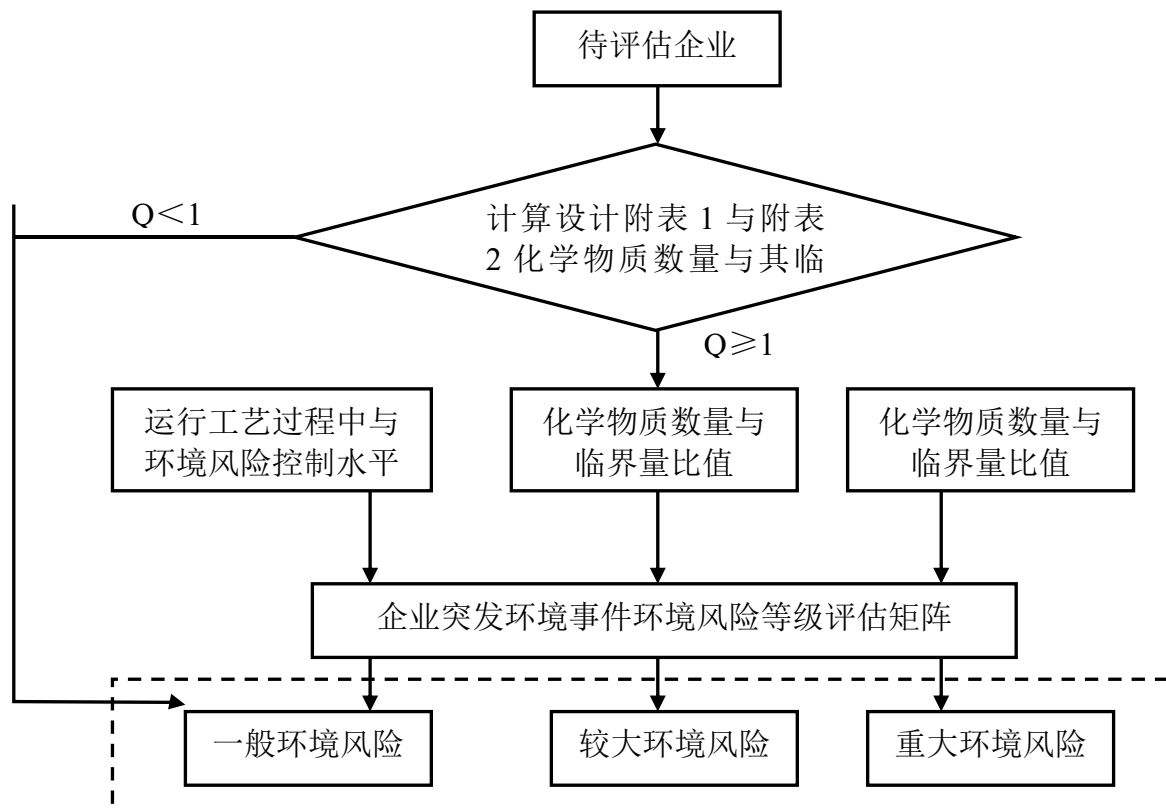 待评估企业
Q＜1
计算设计附表 1 与附表
2 化学物质数量与其临
Q≥1
运行工艺过程中与
环境风险控制水平
化学物质数量与
临界量比值
化学物质数量与
临界量比值
企业突发环境事件环境风险等级评估矩阵
一般环境风险
较大环境风险
重大环境风险